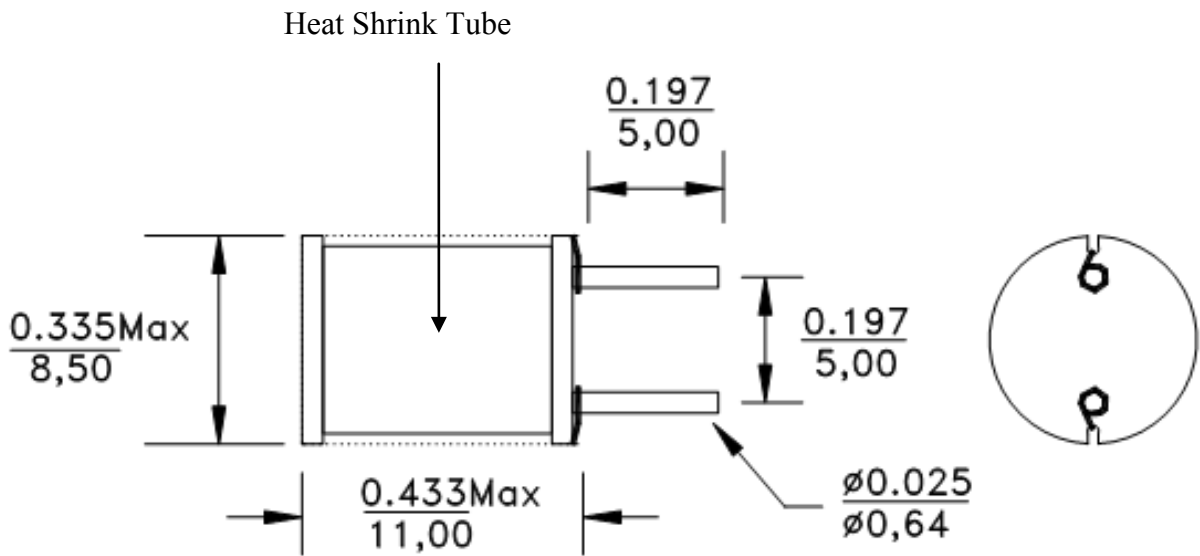 Heat Shrink Tube
0.197
5,00
0.335Max
8,50
0.197
5,00
0.433Max
11,00
ø0.025
ø0,64